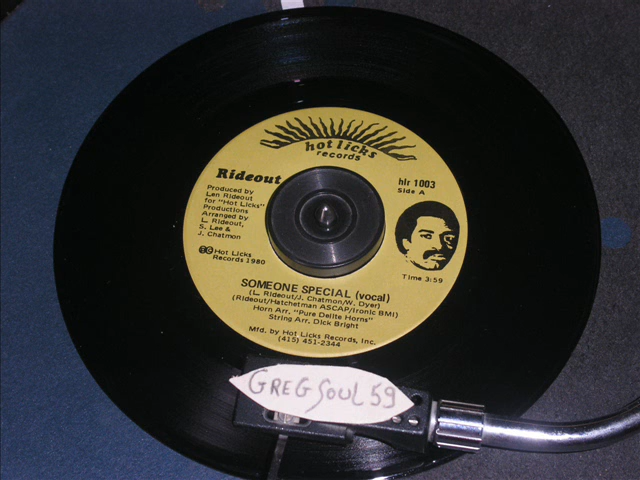 hot licks
records
Rideout
hlr 1003
Side A
Produced by
Len Rideout
for "Hot Licks"
Productions
Arranged by
L. Rideout,
S. Lee &
J. Chatmon
Ⓟ© Hot Licks
Records 1980
Time 3:59
SOMEONE SPECIAL (vocal)
(L. Rideout/J. Chatmon/W. Dyer)
(Rideout/Hatchetman ASCAP/Ironic BMI)
Horn Arr. "Pure Delite Horns"
String Arr. Dick Bright
Mfd. by Hot Licks Records, Inc.
(415) 451-2344
GREGSOUL 59